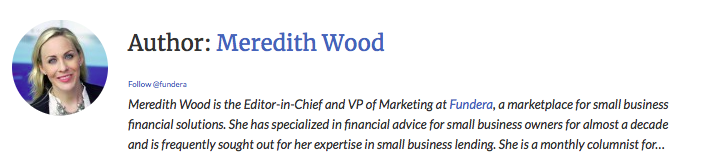 Author: Meredith Wood
Follow @fundera
Meredith Wood is the Editor-in-Chief and VP of Marketing at Fundera, a marketplace for small business
financial solutions. She has specialized in financial advice for small business owners for almost a decade
and is frequently sought out for her expertise in small business lending. She is a monthly columnist for...